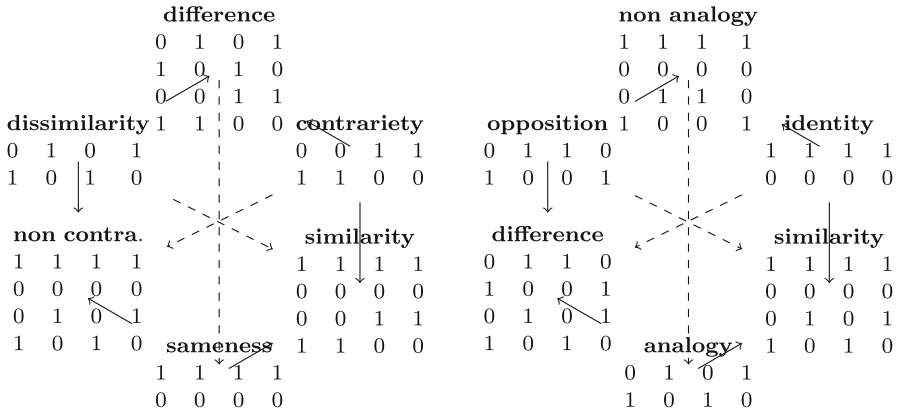 difference
0 1 0 1
1 0 1 0
0 0 1 1
1 1 0 0
dissimilarity
0 1 0 1
1 0 1 0
contrariety
0 0 1 1
1 1 0 0
non contra.
1 1 1 1
0 0 0 0
0 1 0 1
1 0 1 0
similarity
1 1 1 1
0 0 0 0
0 0 1 1
1 1 0 0
sameness
1 1 1 1
0 0 0 0
non analogy
1 1 1 1
0 0 0 0
0 1 1 0
1 0 0 1
opposition
0 1 1 0
1 0 0 1
identity
1 1 1 1
0 0 0 0
difference
0 1 1 0
1 0 0 1
0 1 0 1
1 0 1 0
similarity
1 1 1 1
0 0 0 0
0 1 0 1
1 0 1 0
analogy
0 1 0 1
1 0 1 0